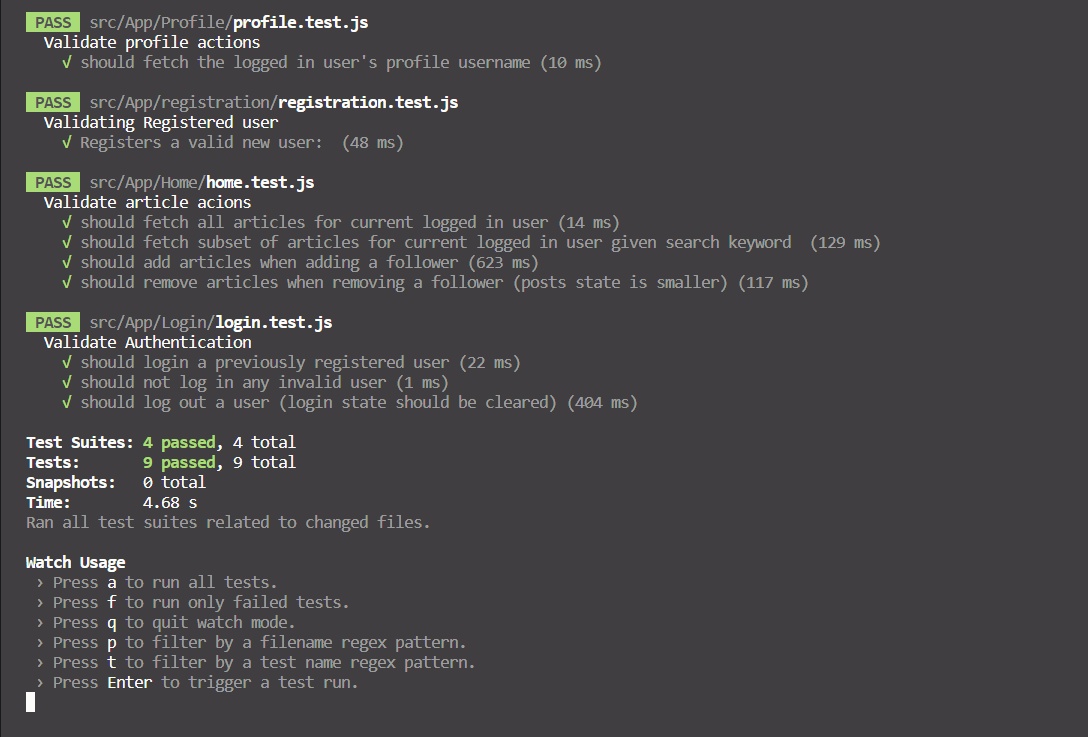 PASS src/App/Profile/profile.test.js
Validate profile actions
√ should fetch the logged in user's profile username (10 ms)
PASS src/App/registration/registration.test.js
Validating Registered user
√ Registers a valid new user:  (48 ms)
PASS src/App/Home/home.test.js
Validate article acions
√ should fetch all articles for current logged in user (14 ms)
√ should fetch subset of articles for current logged in user given search keyword  (129 ms)
√ should add articles when adding a follower (623 ms)
√ should remove articles when removing a follower (posts state is smaller) (117 ms)
PASS src/App/Login/login.test.js
Validate Authentication
√ should login a previously registered user (22 ms)
√ should not log in any invalid user (1 ms)
√ should log out a user (login state should be cleared) (404 ms)
Test Suites: 4 passed, 4 total
Tests:       9 passed, 9 total
Snapshots:   0 total
Time:        4.68 s
Ran all test suites related to changed files.
Watch Usage
› Press a to run all tests.
› Press f to run only failed tests.
› Press q to quit watch mode.
› Press p to filter by a filename regex pattern.
› Press t to filter by a test name regex pattern.
› Press Enter to trigger a test run.